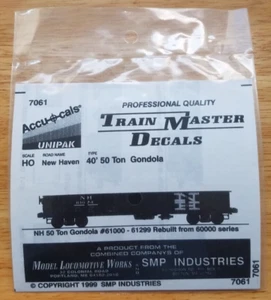 7061
PROFESSIONAL QUALITY
Accu-cals
UNIPAK
TRAIN MASTER
DECALS
SCALE ROAD NAME TYPE
HO New Haven 40' 50 Ton Gondola
NH 50 Ton Gondola #61000 - 61299 Rebuilt from 60000 series
A PRODUCT FROM THE
COMBINED COMPANIES OF
MODEL LOCOMOTIVE WORKS
SMP INDUSTRIES
© COPYRIGHT 1999 SMP INDUSTRIES
7061
7061